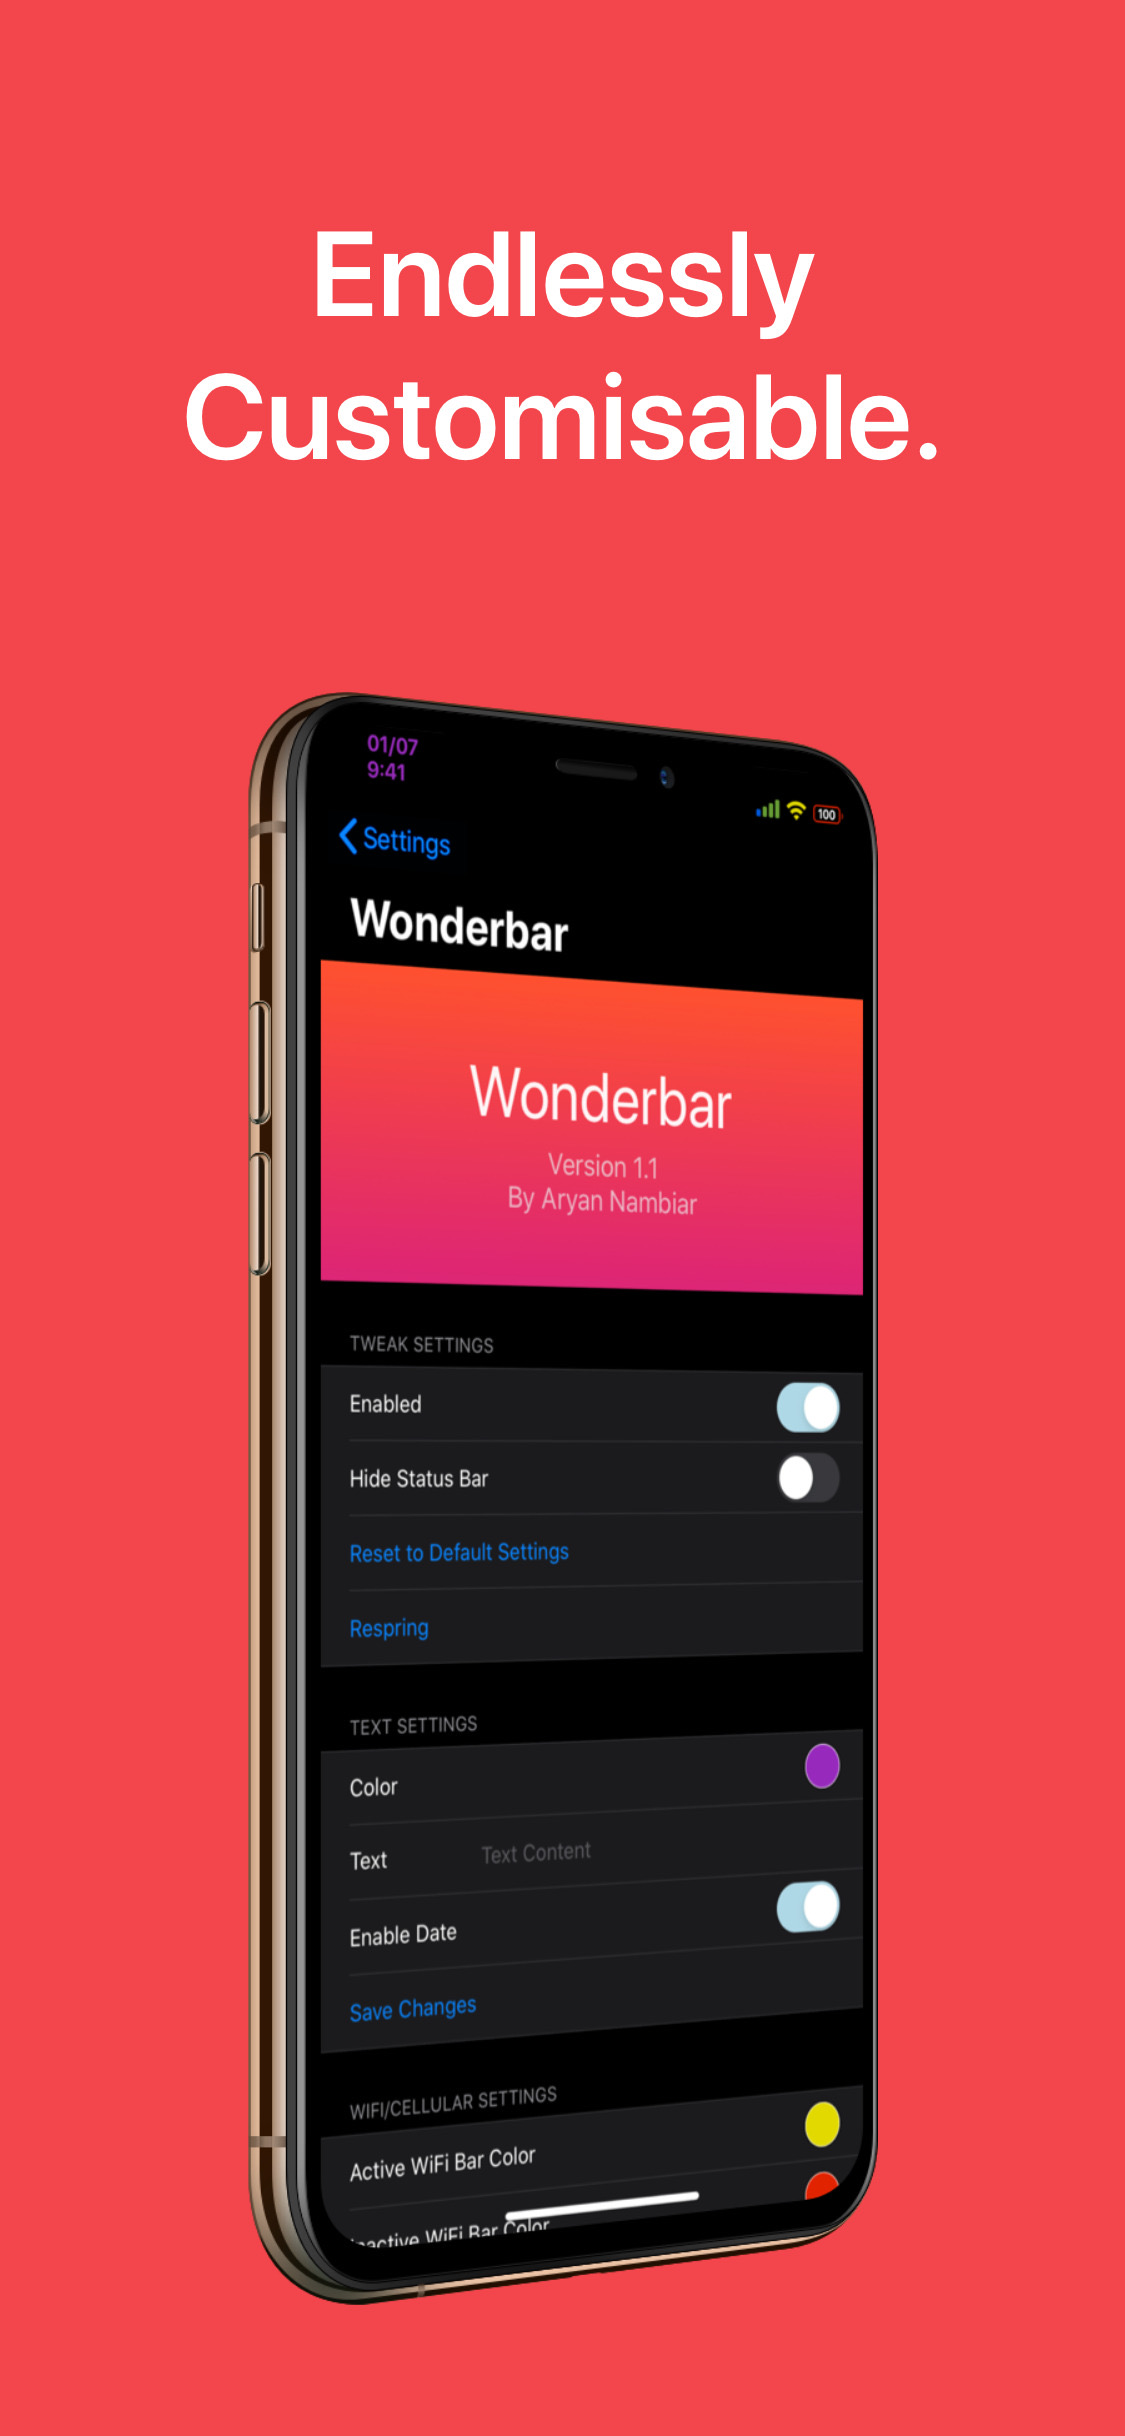 Endlessly
Customisable.
01/07
9:41
100
Settings
Wonderbar
Wonderbar
Version 1.1
By Aryan Nambiar
TWEAK SETTINGS
Enabled
Hide Status Bar
Reset to Default Settings
Respring
TEXT SETTINGS
Color
Text Text Content
Enable Date
Save Changes
WIFI/CELLULAR SETTINGS
Active WiFi Bar Color
Inactive WiFi Bar Color